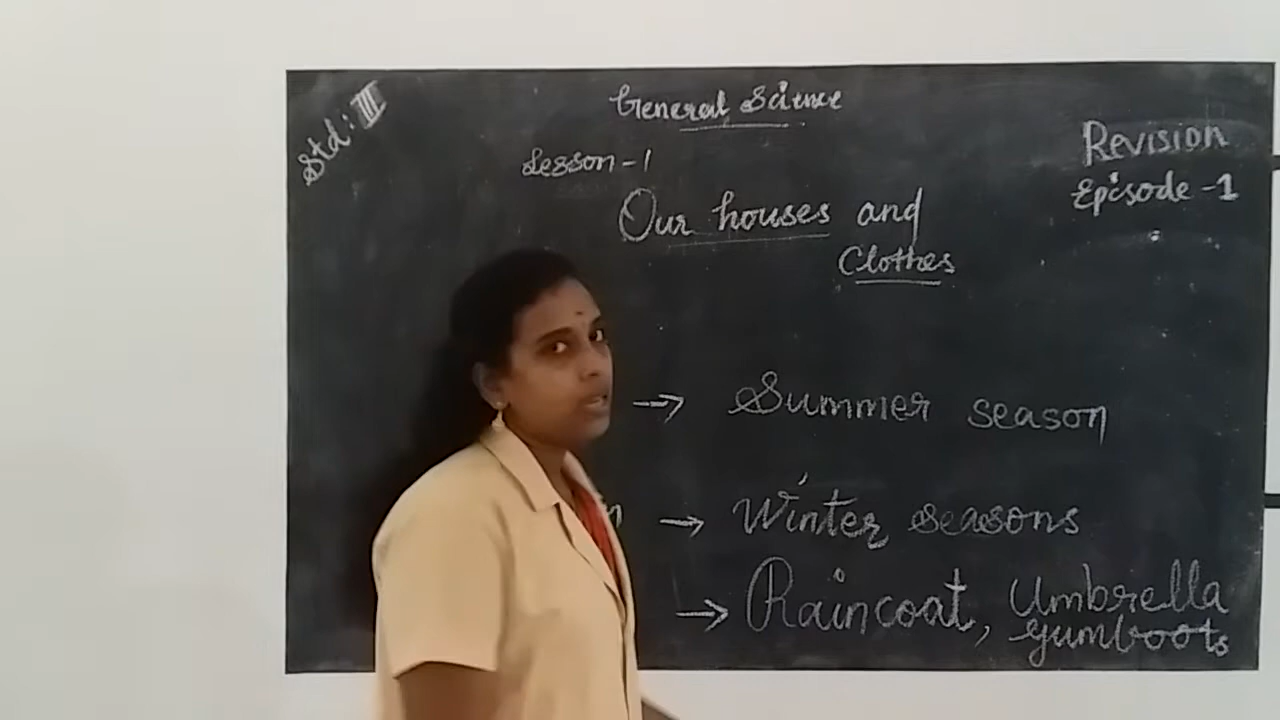 Std: III
General Science
Revision
Episode -1
Lesson - 1
Our houses and
Clothes
→ Summer season
→ Winter seasons
→ Raincoat, Umbrella
gumboots